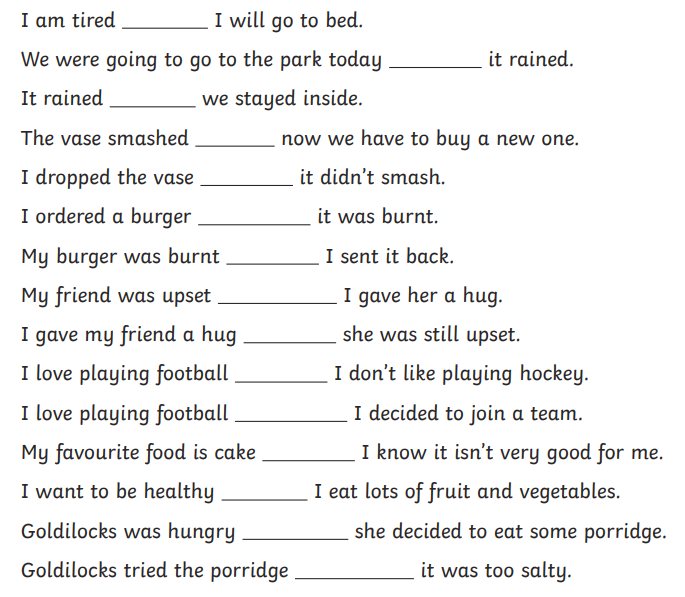 I am tired ________ I will go to bed.
We were going to go to the park today ________ it rained.
It rained ________ we stayed inside.
The vase smashed ________ now we have to buy a new one.
I dropped the vase ________ it didn’t smash.
I ordered a burger ________ it was burnt.
My burger was burnt ________ I sent it back.
My friend was upset ________ I gave her a hug.
I gave my friend a hug ________ she was still upset.
I love playing football ________ I don’t like playing hockey.
I love playing football ________ I decided to join a team.
My favourite food is cake ________ I know it isn’t very good for me.
I want to be healthy ________ I eat lots of fruit and vegetables.
Goldilocks was hungry ________ she decided to eat some porridge.
Goldilocks tried the porridge ________ it was too salty.